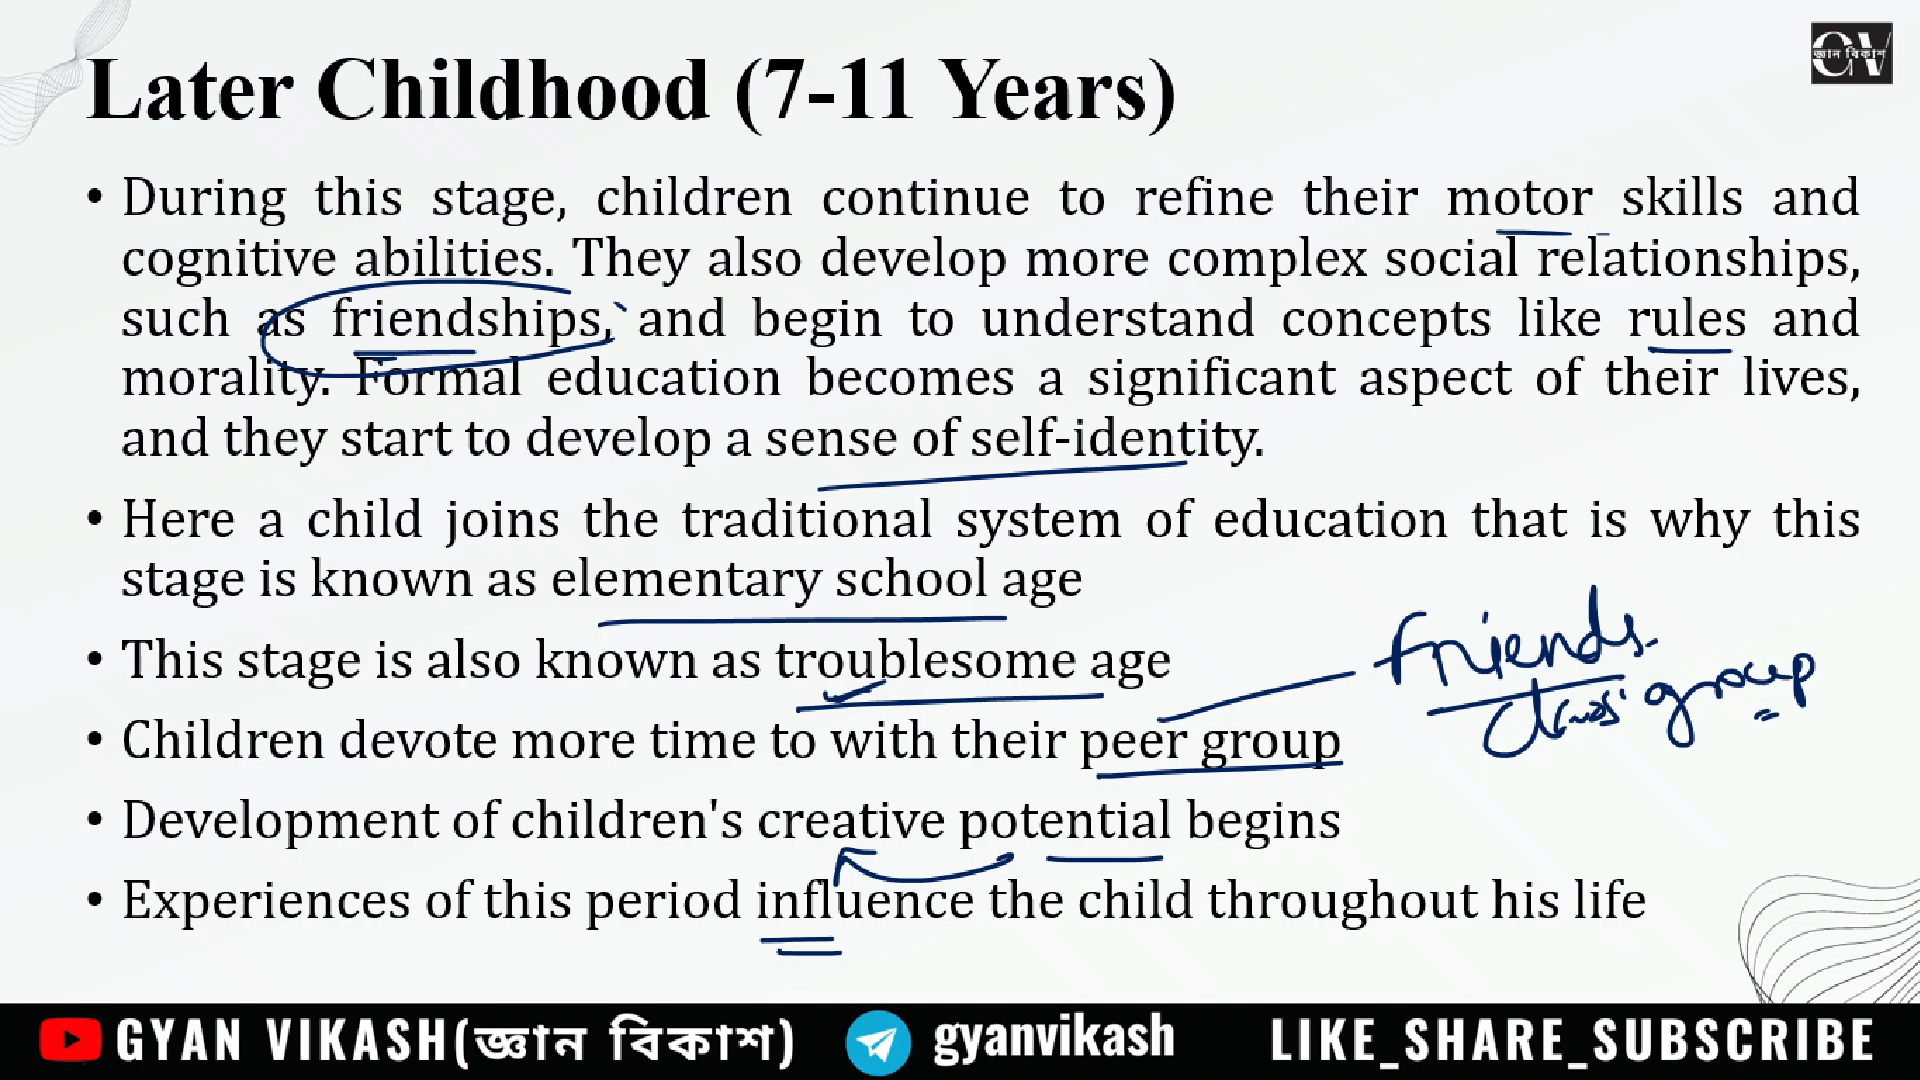 জ্ঞান বিকাশ
GV
Later Childhood (7-11 Years)
• During this stage, children continue to refine their motor skills and
cognitive abilities. They also develop more complex social relationships,
such as friendships, and begin to understand concepts like rules and
morality. Formal education becomes a significant aspect of their lives,
and they start to develop a sense of self-identity.
• Here a child joins the traditional system of education that is why this
stage is known as elementary school age
• This stage is also known as troublesome age
friends
group
• Children devote more time to with their peer group
• Development of children's creative potential begins
• Experiences of this period influence the child throughout his life
GYAN VIKASH(জ্ঞান বিকাশ)
gyanvikash
LIKE_SHARE_SUBSCRIBE